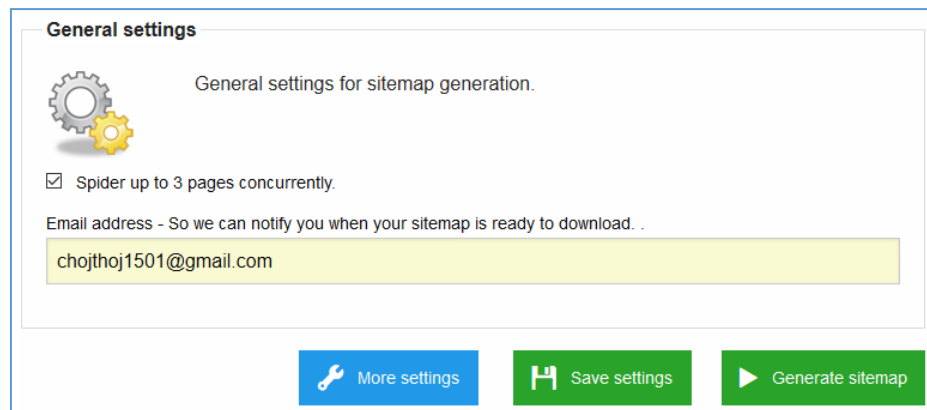 General settings
General settings for sitemap generation.
Spider up to 3 pages concurrently.
Email address - So we can notify you when your sitemap is ready to download. .
chojthoj1501@gmail.com
More settings
Save settings
Generate sitemap